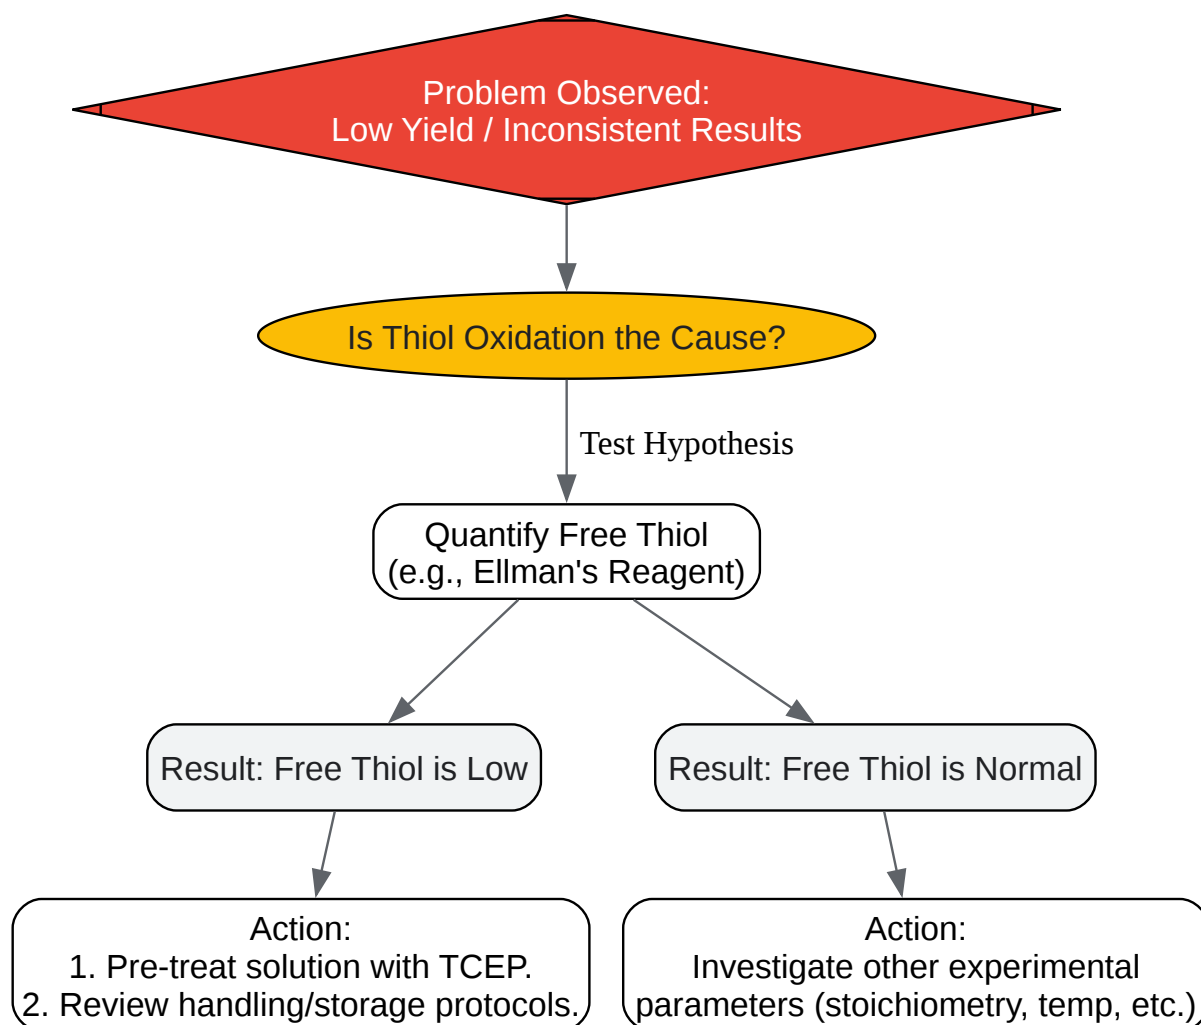 Problem Observed:
Low Yield / Inconsistent Results
Is Thiol Oxidation the Cause?
Test Hypothesis
Quantify Free Thiol
(e.g., Ellman's Reagent)
Result: Free Thiol is Low
Result: Free Thiol is Normal
Action:
1. Pre-treat solution with TCEP.
2. Review handling/storage protocols.
Action:
Investigate other experimental
parameters (stoichiometry, temp, etc.)